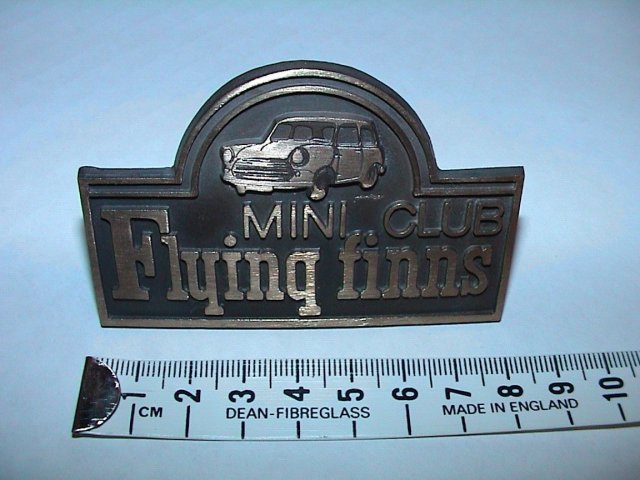 MINI CLUB
Flying finns
1 2 3 4 5 6 7 8 9 10
CM DEAN-FIBREGLASS MADE IN ENGLAND